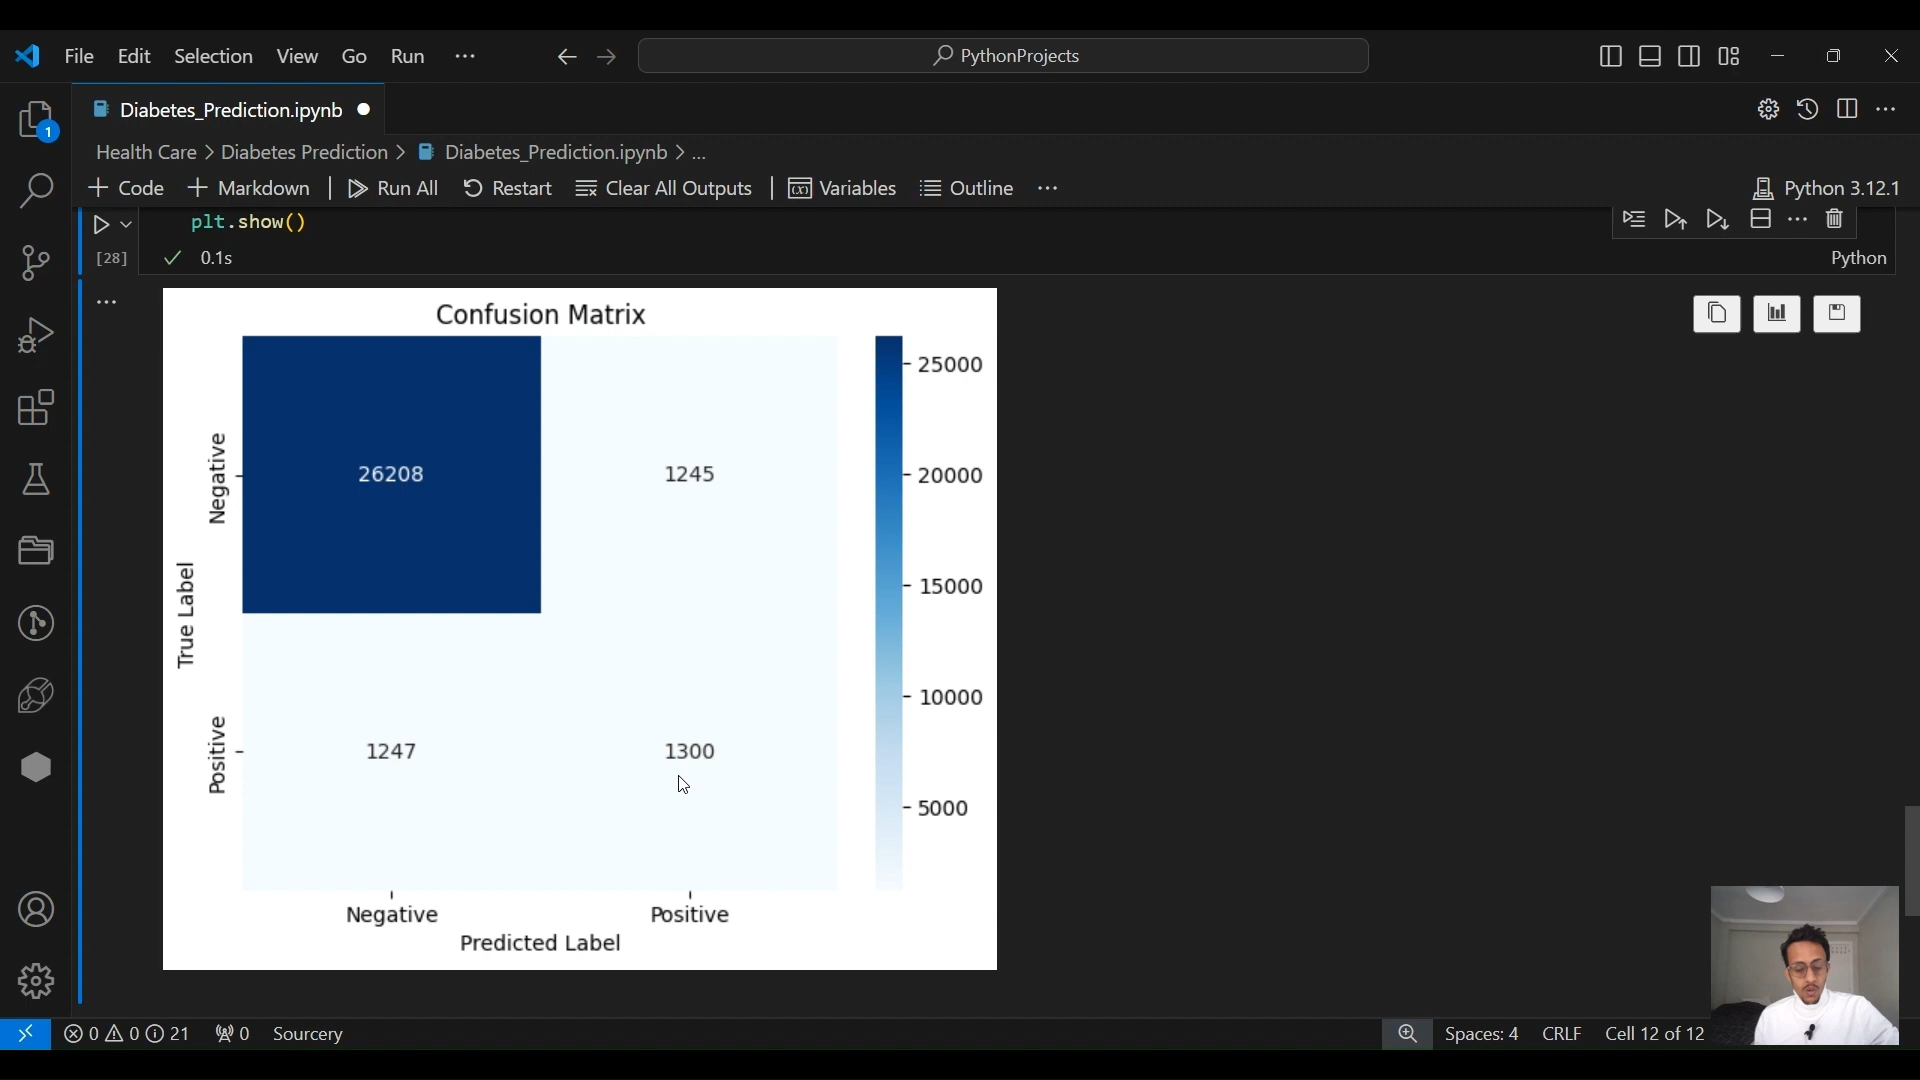 File Edit Selection View Go Run ···
PythonProjects
1
Diabetes_Prediction.ipynb
Health Care > Diabetes Prediction > Diabetes_Prediction.ipynb > ...
+ Code + Markdown Run All Restart Clear All Outputs Variables Outline ···
Python 3.12.1
plt.show()
[28] 0.1s
Python
Confusion Matrix
26208 1245
1247 1300
25000
20000
15000
10000
5000
True Label
Negative
Positive
Negative Positive
Predicted Label
0 0 21 0 Sourcery
Spaces: 4 CRLF Cell 12 of 12